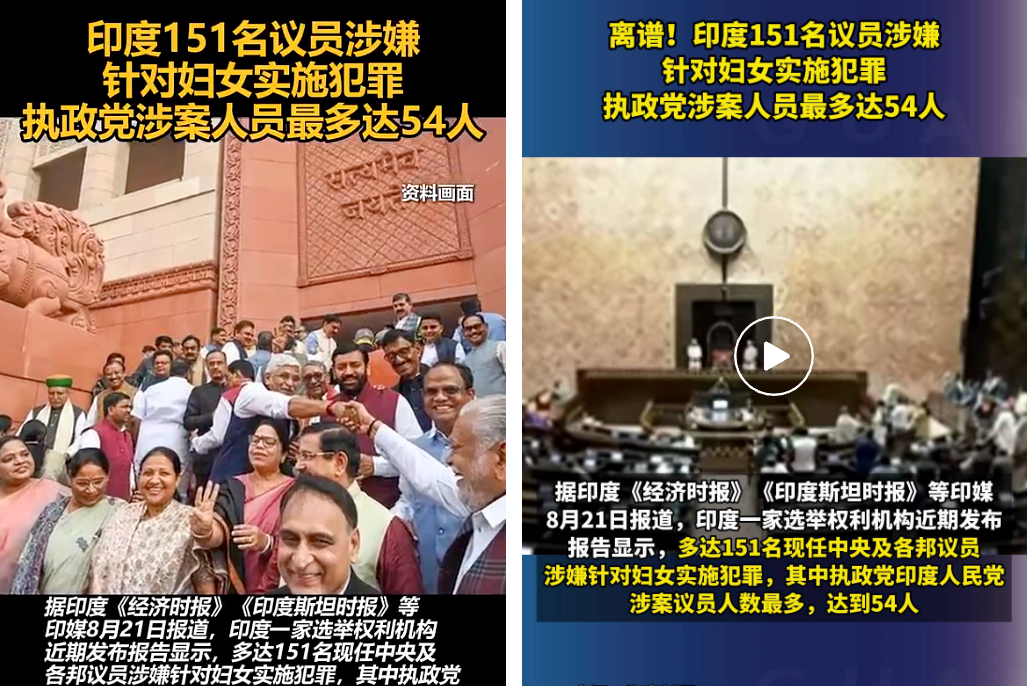 印度151名议员涉嫌
针对妇女实施犯罪
执政党涉案人员最多达54人
सत्यमेव
जयते
资料画面
据印度《经济时报》《印度斯坦时报》等
印媒8月21日报道，印度一家选举权利机构
近期发布报告显示，多达151名现任中央及
各邦议员涉嫌针对妇女实施犯罪，其中执政党
离谱！印度151名议员涉嫌
针对妇女实施犯罪
执政党涉案人员最多达54人
GUA
据印度《经济时报》《印度斯坦时报》等印媒
8月21日报道，印度一家选举权利机构近期发布
报告显示，多达151名现任中央及各邦议员
涉嫌针对妇女实施犯罪，其中执政党印度人民党
涉案议员人数最多，达到54人
GUA